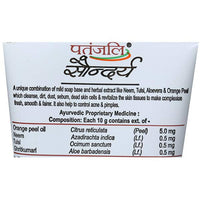 पतंजलि
सौन्दर्य
A unique combination of mild soap base and herbal extract like Neem, Tulsi, Aloevera & Orange Peel
which cleanse, dirt, dust, sebum, dead skin cells & revitalize the skin tissues to make complexion
fresh, smooth & fairer, it also help to control acne & pimples.
Ayurvedic Proprietary Medicine :
Composition: Each 10 g contains ext. of -
Orange peel oil Citrus reticulata (Peel) 5.0 mg
Neem Azadirachta indica (Lf.) 0.5 mg
Tulsi Ocimum sanctum (Lf.) 0.5 mg
Ghritkumari Aloe barbadensis (Lf.) 0.5 mg